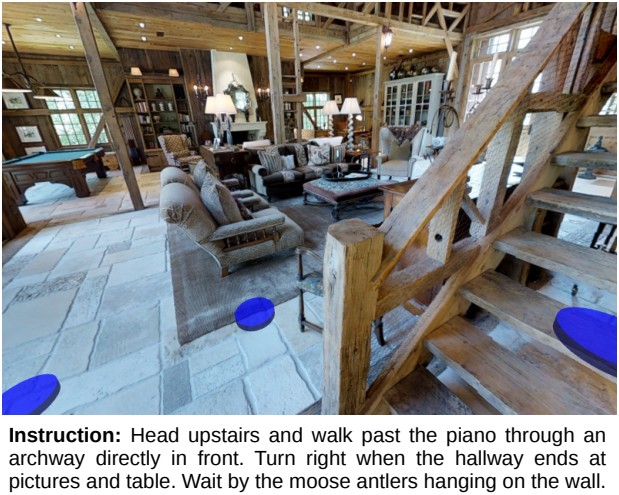 Instruction: Head upstairs and walk past the piano through an
archway directly in front. Turn right when the hallway ends at
pictures and table. Wait by the moose antlers hanging on the wall.